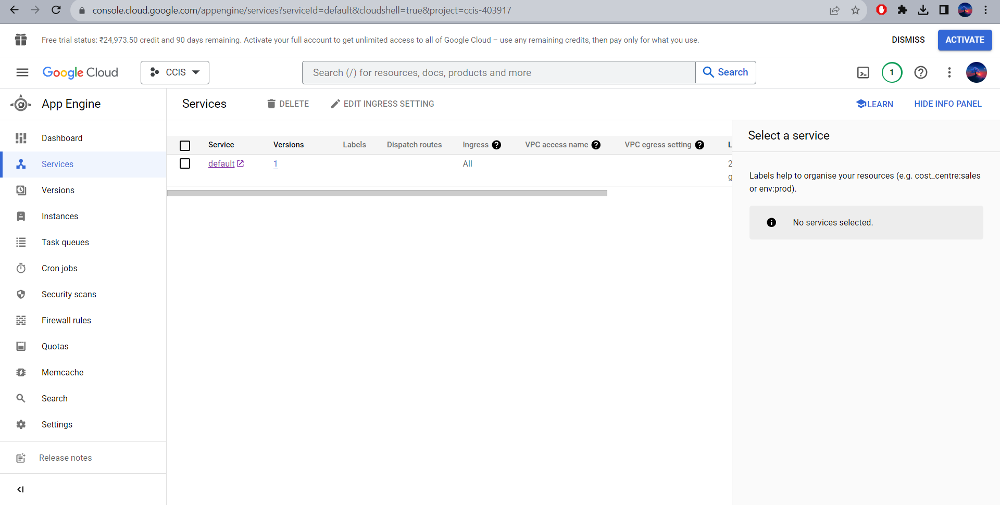 console.cloud.google.com/appengine/services?serviceId=default&cloudshell=true&project=ccis-403917
Free trial status: ₹24,973.50 credit and 90 days remaining. Activate your full account to get unlimited access to all of Google Cloud – use any remaining credits, then pay only for what you use.
DISMISS
ACTIVATE
Google Cloud
CCIS
Search (/) for resources, docs, products and more
Search
1
App Engine
Services
DELETE
EDIT INGRESS SETTING
LEARN
HIDE INFO PANEL
Dashboard
Services
Versions
Instances
Task queues
Cron jobs
Security scans
Firewall rules
Quotas
Memcache
Search
Settings
Release notes
Service Versions Labels Dispatch routes Ingress VPC access name VPC egress setting L
default 1 All 2
g
Select a service
Labels help to organise your resources (e.g. cost_centre:sales
or env:prod).
No services selected.